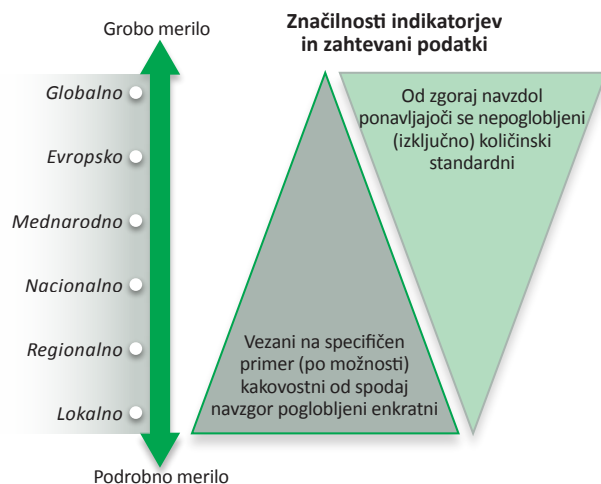 Grobo merilo
Globalno
Evropsko
Mednarodno
Nacionalno
Regionalno
Lokalno
Podrobno merilo
Značilnosti indikatorjev
in zahtevani podatki
Od zgoraj navzdol
ponavljajoči se nepoglobljeni
(izključno) količinski
standardni
Vezani na specifičen
primer (po možnosti)
kakovostni od spodaj
navzgor poglobljeni enkratni